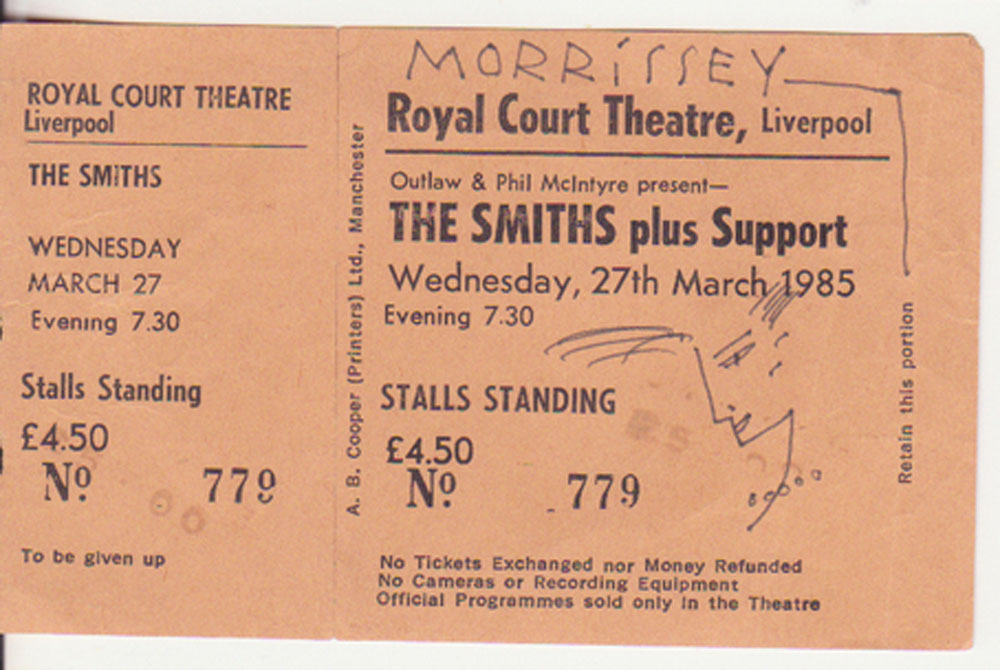 ROYAL COURT THEATRE
Liverpool
THE SMITHS
WEDNESDAY
MARCH 27
Evening 7.30
Stalls Standing
£4.50
Nº 779
To be given up
A. B. Cooper (Printers) Ltd., Manchester
MORRISSEY
Royal Court Theatre, Liverpool
Outlaw & Phil McIntyre present—
THE SMITHS plus Support
Wednesday, 27th March 1985
Evening 7.30
STALLS STANDING
£4.50
Nº 779
No Tickets Exchanged nor Money Refunded
No Cameras or Recording Equipment
Official Programmes sold only in the Theatre
Retain this portion